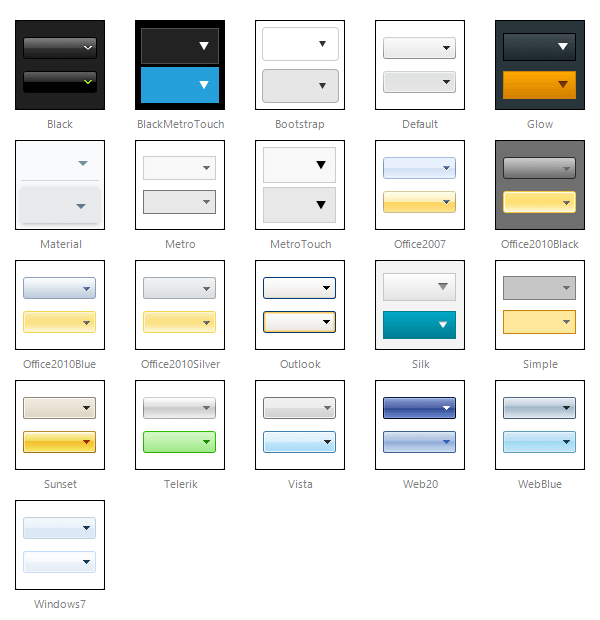 Black
BlackMetroTouch
Bootstrap
Default
Glow
Material
Metro
MetroTouch
Office2007
Office2010Black
Office2010Blue
Office2010Silver
Outlook
Silk
Simple
Sunset
Telerik
Vista
Web20
WebBlue
Windows7